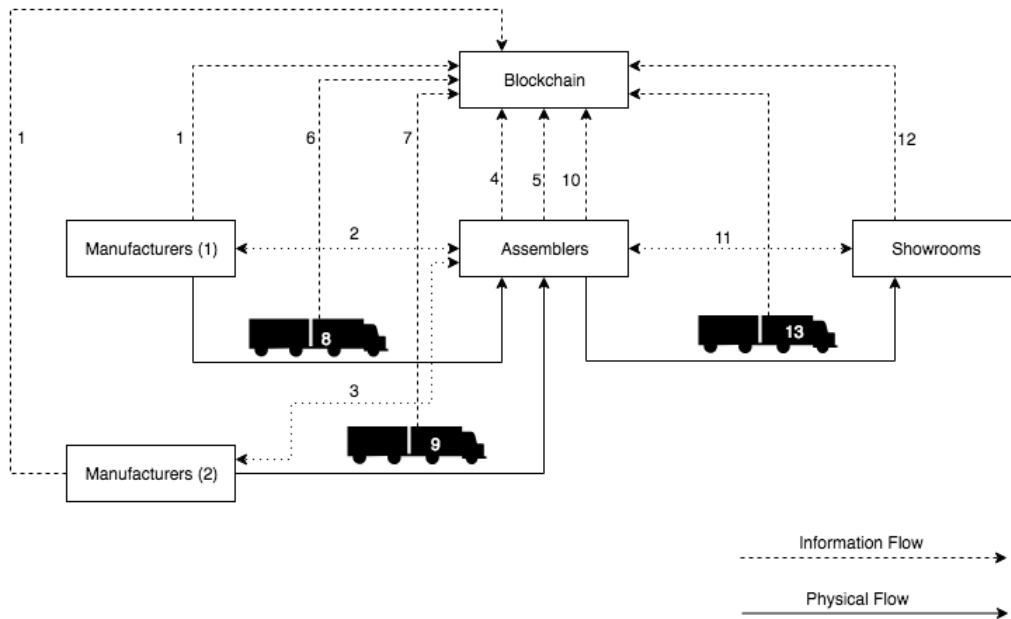 Blockchain
1
1
6
7
4
5
10
12
Manufacturers (1)
2
Assemblers
11
Showrooms
8
13
3
9
Manufacturers (2)
Information Flow
Physical Flow